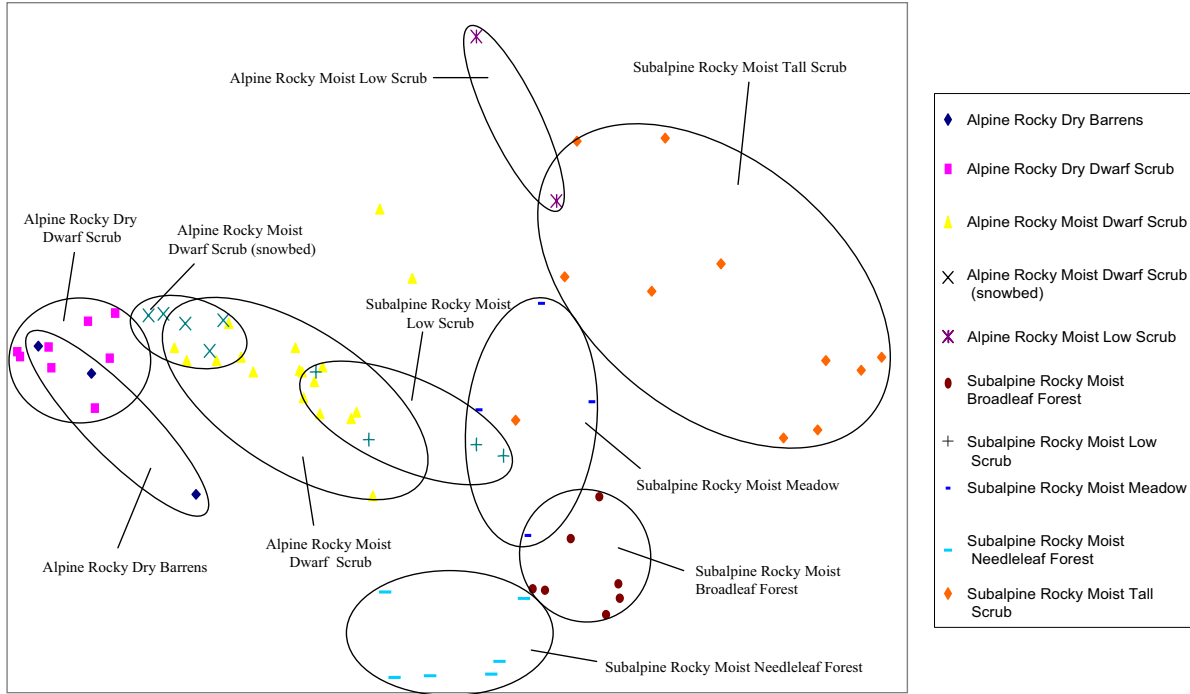 Alpine Rocky Moist Low Scrub
Subalpine Rocky Moist Tall Scrub
Alpine Rocky Dry
Dwarf Scrub
Alpine Rocky Moist
Dwarf Scrub (snowbed)
Subalpine Rocky Moist
Low Scrub
Subalpine Rocky Moist Meadow
Alpine Rocky Moist
Dwarf Scrub
Alpine Rocky Dry Barrens
Subalpine Rocky Moist
Broadleaf Forest
Subalpine Rocky Moist Needleleaf Forest
Alpine Rocky Dry Barrens
Alpine Rocky Dry Dwarf Scrub
Alpine Rocky Moist Dwarf Scrub
Alpine Rocky Moist Dwarf Scrub
(snowbed)
Alpine Rocky Moist Low Scrub
Subalpine Rocky Moist
Broadleaf Forest
Subalpine Rocky Moist Low
Scrub
Subalpine Rocky Moist Meadow
Subalpine Rocky Moist
Needleleaf Forest
Subalpine Rocky Moist Tall
Scrub